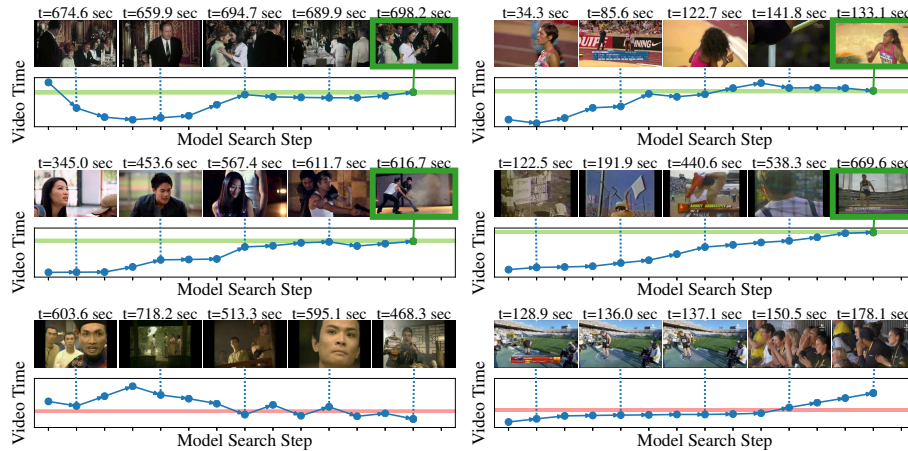 t=674.6 sec t=659.9 sec t=694.7 sec t=689.9 sec t=698.2 sec
Video Time
Model Search Step
t=34.3 sec t=85.6 sec t=122.7 sec t=141.8 sec t=133.1 sec
Video Time
Model Search Step
t=345.0 sec t=453.6 sec t=567.4 sec t=611.7 sec t=616.7 sec
Video Time
Model Search Step
t=122.5 sec t=191.9 sec t=440.6 sec t=538.3 sec t=669.6 sec
Video Time
Model Search Step
t=603.6 sec t=718.2 sec t=513.3 sec t=595.1 sec t=468.3 sec
Video Time
Model Search Step
t=128.9 sec t=136.0 sec t=137.1 sec t=150.5 sec t=178.1 sec
Video Time
Model Search Step